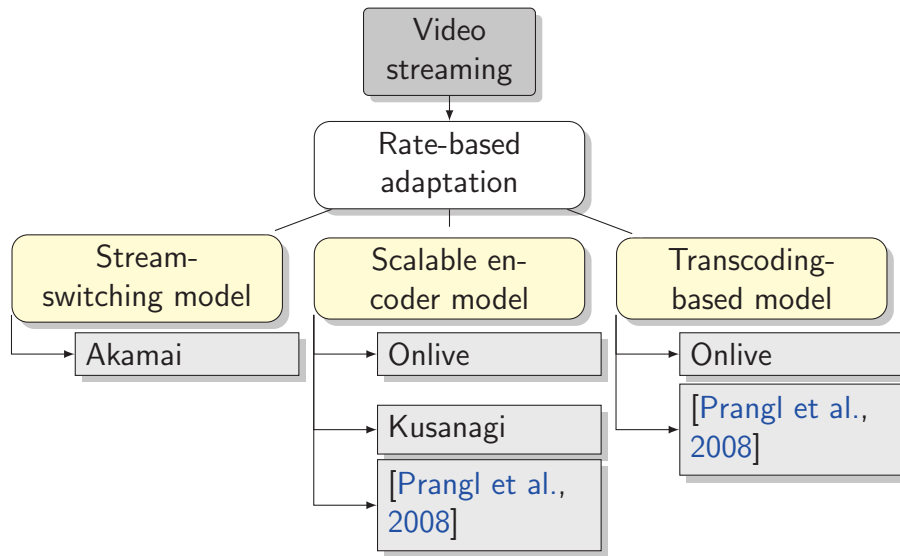 Video
streaming
Rate-based
adaptation
Stream-
switching model
Akamai
Scalable en-
coder model
Onlive
Kusanagi
[Prangl et al.,
2008]
Transcoding-
based model
Onlive
[Prangl et al.,
2008]